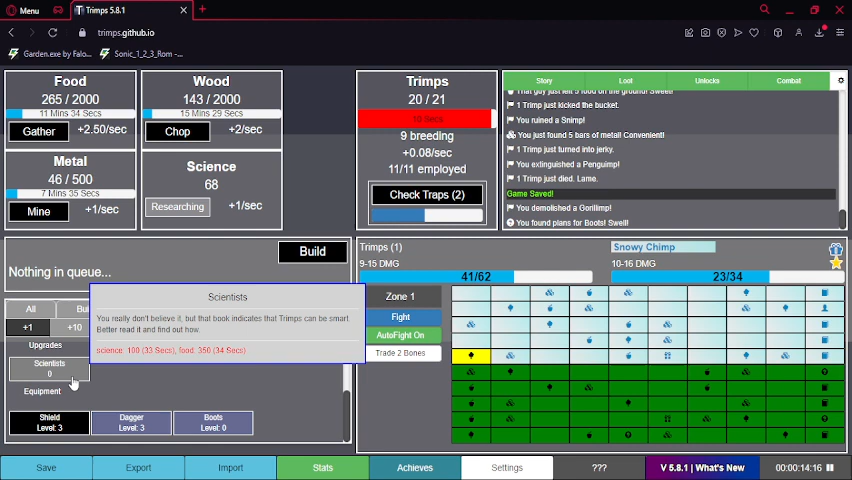 Menu
Trimps 5.8.1
trimps.github.io
Garden.exe by Falo...
Sonic_1_2_3_Rom -...
Food
265 / 2000
11 Mins 34 Secs
Gather
+2.50/sec
Wood
143 / 2000
15 Mins 29 Secs
Chop
+2/sec
Metal
46 / 500
7 Mins 35 Secs
Mine
+1/sec
Science
68
Researching
+1/sec
Trimps
20 / 21
10 Secs
9 breeding
+0.08/sec
11/11 employed
Check Traps (2)
Story
Loot
Unlocks
Combat
That guy just left 5 food on the ground! Sweet!
1 Trimp just kicked the bucket.
You ruined a Snimp!
You just found 5 bars of metal! Convenient!
1 Trimp just turned into jerky.
You extinguished a Penguimp!
1 Trimp just died. Lame.
Game Saved!
You demolished a Gorillimp!
You found plans for Boots! Swell!
Build
Nothing in queue...
All
Bu
+1
+10
Upgrades
Scientists
0
Equipment
Shield
Level: 3
Dagger
Level: 3
Boots
Level: 0
Scientists
You really don't believe it, but that book indicates that Trimps can be smart
Better read it and find out how.
science: 100 (33 Secs), food: 350 (34 Secs)
Trimps (1)
9-15 DMG
41/62
Snowy Chimp
10-16 DMG
23/34
Zone 1
Fight
AutoFight On
Trade 2 Bones
Save
Export
Import
Stats
Achieves
Settings
???
V 5.8.1 | What's New
00:00:14:16